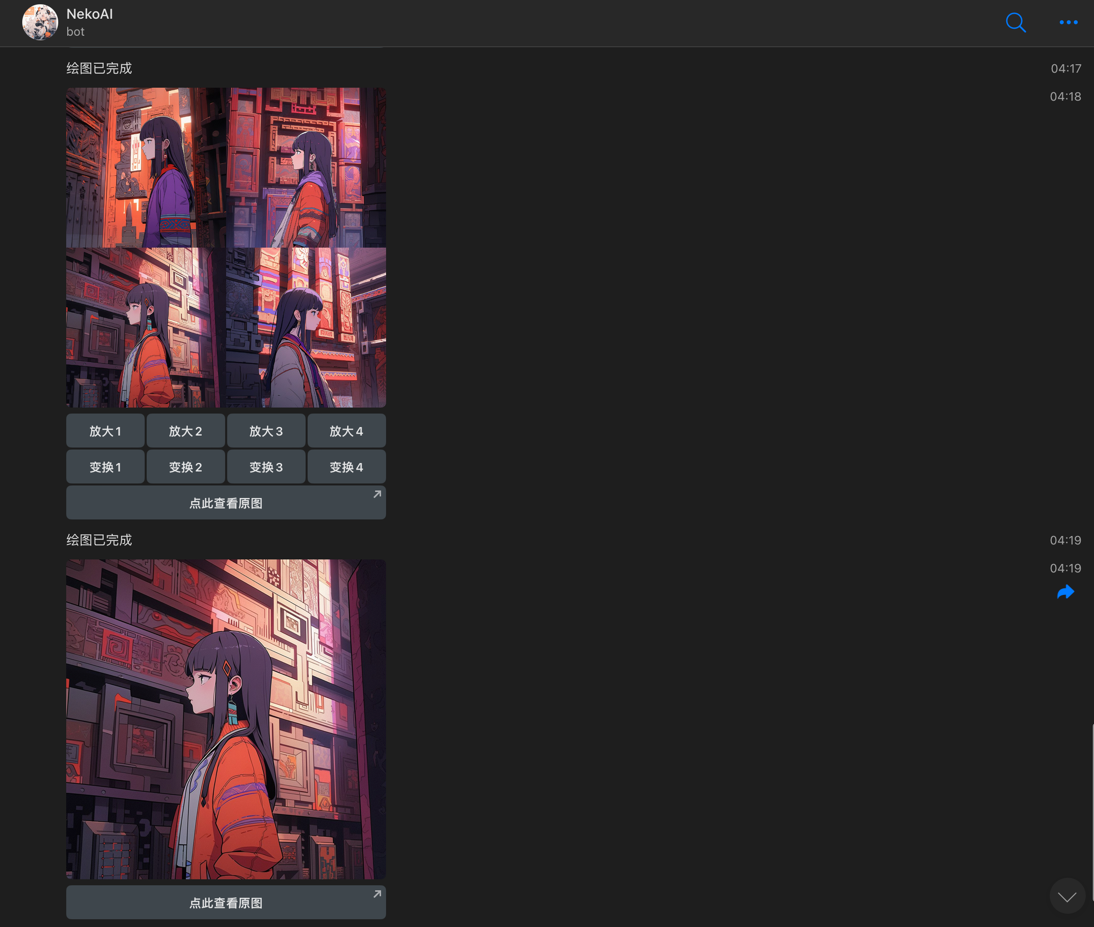 NekoAI
bot
绘图已完成
04:17
04:18
放大1
放大2
放大3
放大4
变换1
变换2
变换3
变换4
点此查看原图
绘图已完成
04:19
04:19
点此查看原图